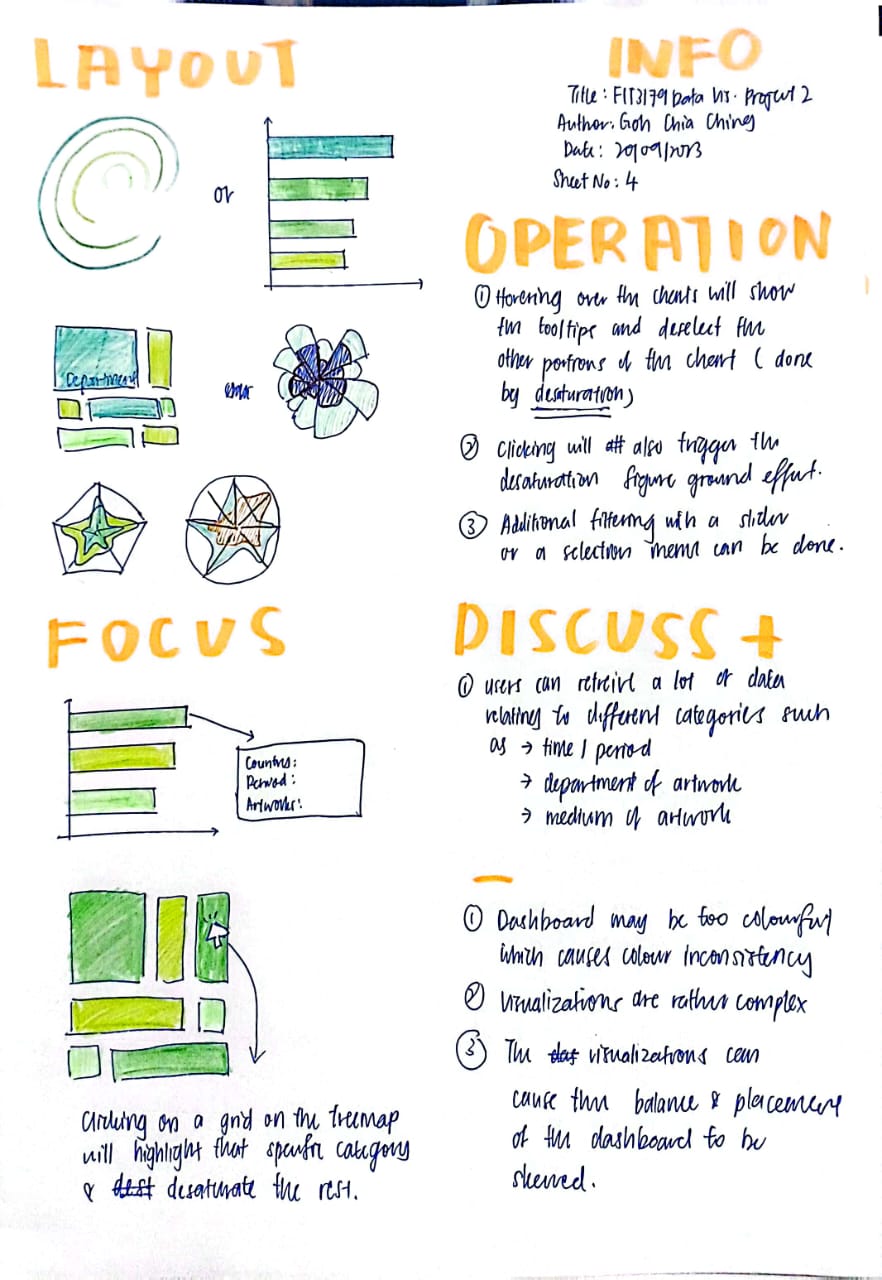 LAYOUT
or
Department
FOCUS
Country:
Period:
Artworks:
Clicking on a grid on the treemap
will highlight that specific category
& desaturate the rest.
INFO
Title: FIT3179 Data Vis. Project 2
Author: Goh Chia Ching
Date: 20/09/2023
Sheet No: 4
OPERATION
① Hovering over the charts will show
the tooltips and deselect the
other portions of the chart (done
by desaturation)
② Clicking will also trigger the
desaturation figure ground effect.
③ Additional filtering with a slider
or a selection menu can be done.
DISCUSS +
① users can retreive a lot of data
relating to different categories such
as → time / period
→ department of artwork
→ medium of artwork
—
① Dashboard may be too colourful
which causes colour inconsistency
② Visualizations are rather complex
③ The visualizations can
cause the balance & placement
of the dashboard to be
skewed.